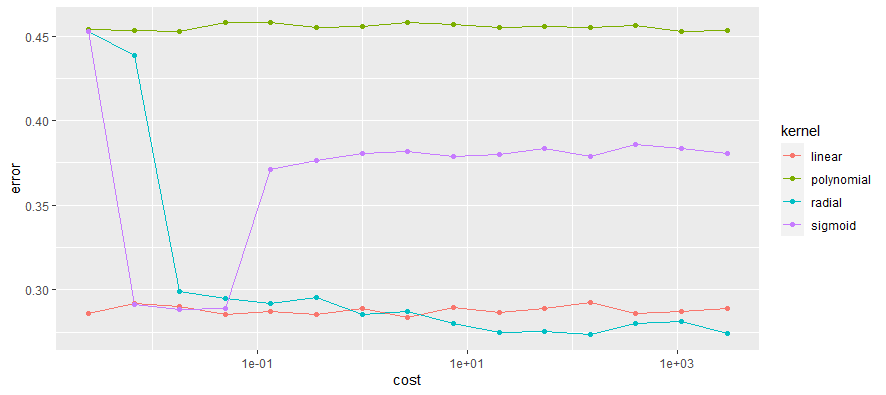 0.45
0.40
0.35
0.30
error
1e-01
1e+01
1e+03
cost
kernel
linear
polynomial
radial
sigmoid